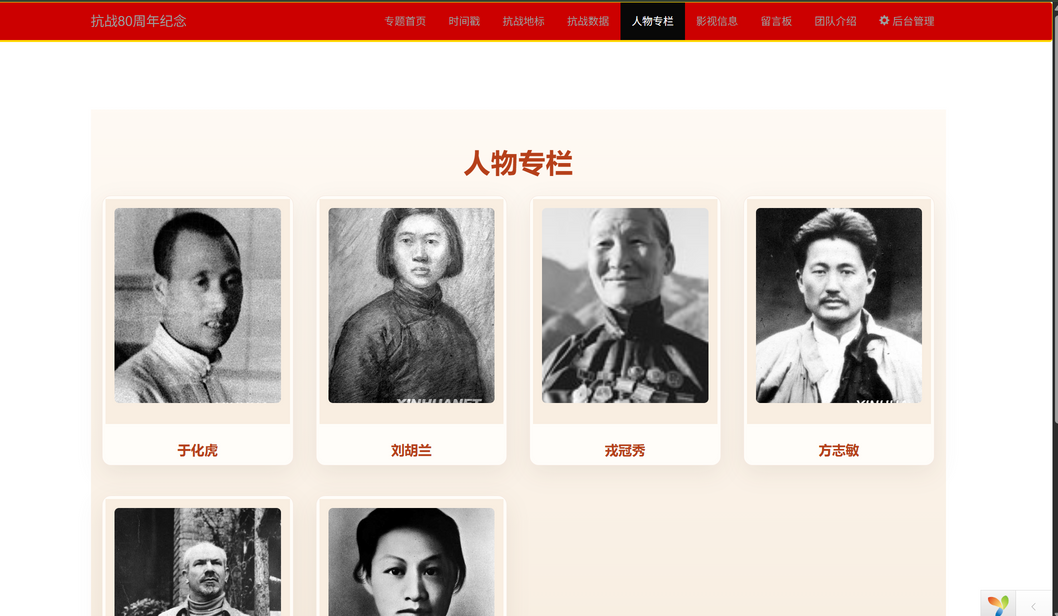 抗战80周年纪念
专题首页
时间戳
抗战地标
抗战数据
人物专栏
影视信息
留言板
团队介绍
后台管理
人物专栏
XINHUANET
于化虎
刘胡兰
戎冠秀
方志敏